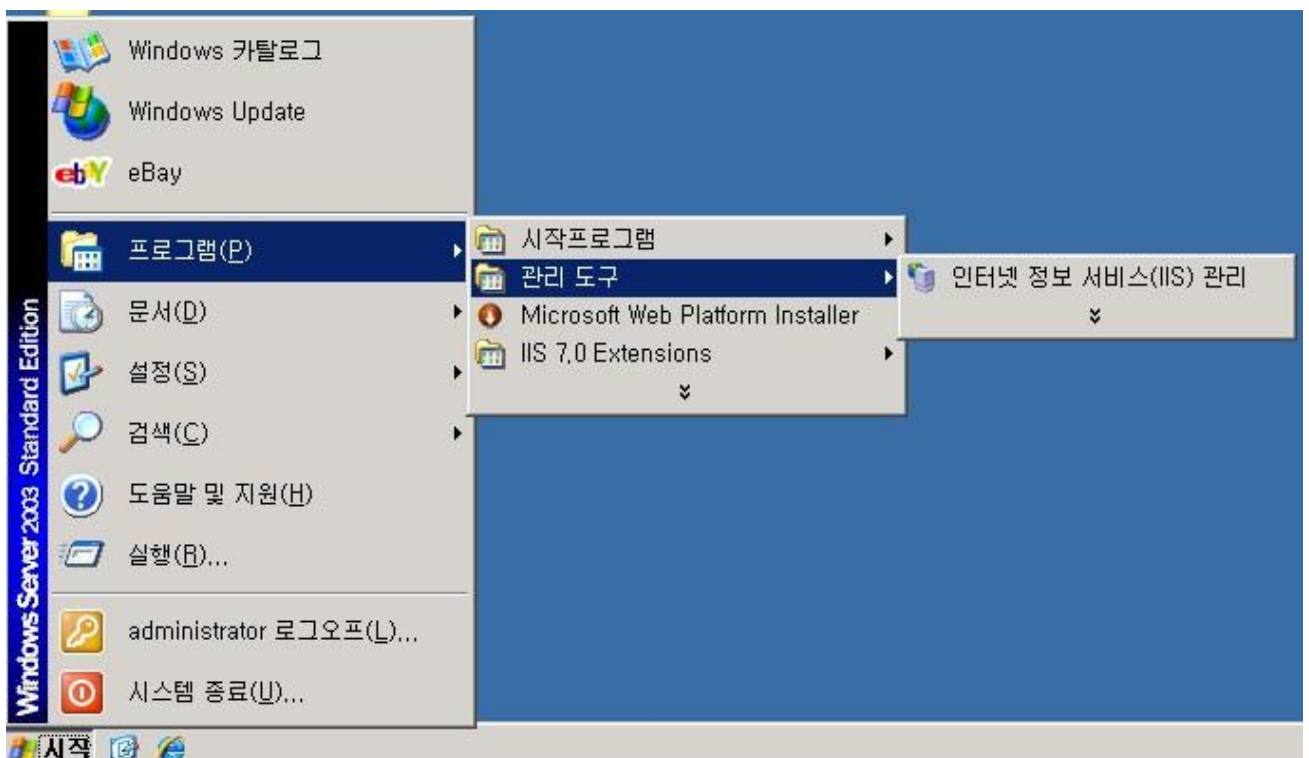 Windows 카탈로그
Windows Update
ebY eBay
프로그램(P)
문서(D)
설정(S)
검색(C)
도움말 및 지원(H)
실행(R)...
administrator 로그오프(L)...
시스템 종료(U)...
Windows Server 2003 Standard Edition
시작프로그램
관리 도구
Microsoft Web Platform Installer
IIS 7,0 Extensions
인터넷 정보 서비스(IIS) 관리
시작